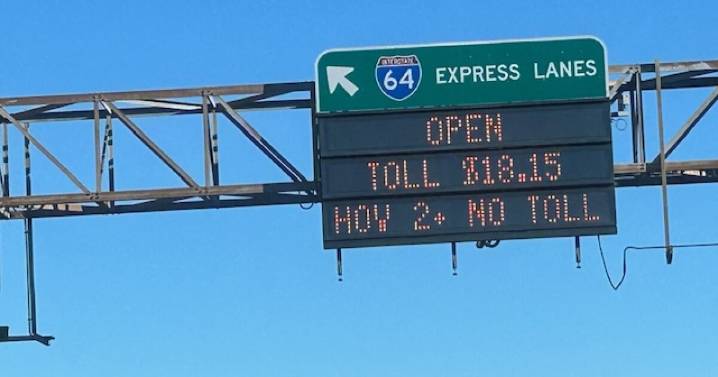 INTERSTATE
64 EXPRESS LANES
OPEN
TOLL $18.15
HOV 2+ NO TOLL